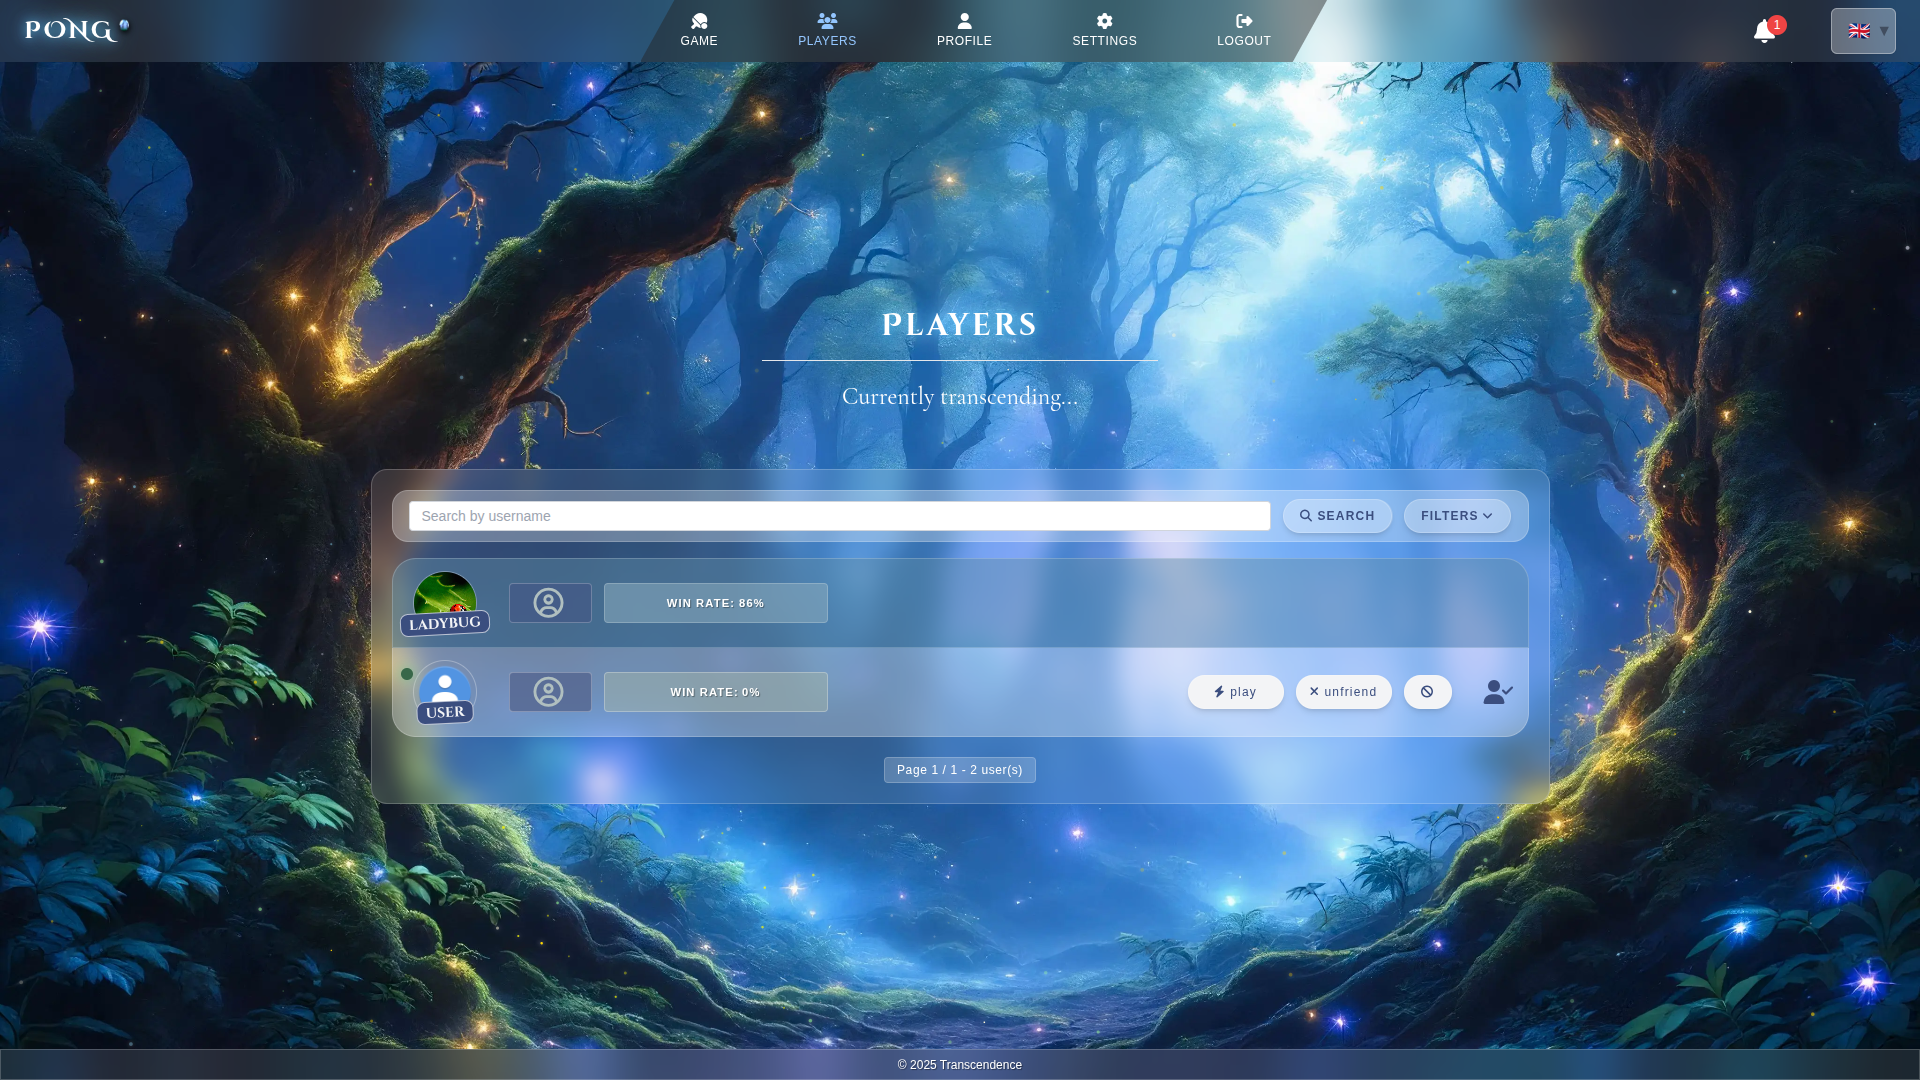 PONG
GAME
PLAYERS
PROFILE
SETTINGS
LOGOUT
1
PLAYERS
Currently transcending...
Search by username
SEARCH
FILTERS
LADYBUG
WIN RATE: 86%
USER
WIN RATE: 0%
play
unfriend
Page 1 / 1 - 2 user(s)
© 2025 Transcendence